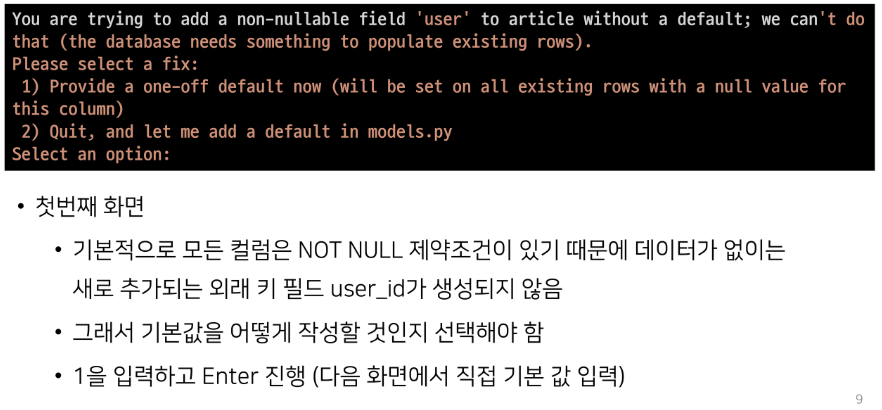 You are trying to add a non-nullable field 'user' to article without a default; we can't do
that (the database needs something to populate existing rows).
Please select a fix:
1) Provide a one-off default now (will be set on all existing rows with a null value for
this column)
2) Quit, and let me add a default in models.py
Select an option:
• 첫번째 화면
• 기본적으로 모든 컬럼은 NOT NULL 제약조건이 있기 때문에 데이터가 없이는
새로 추가되는 외래 키 필드 user_id가 생성되지 않음
• 그래서 기본값을 어떻게 작성할 것인지 선택해야 함
• 1을 입력하고 Enter 진행 (다음 화면에서 직접 기본 값 입력)
9